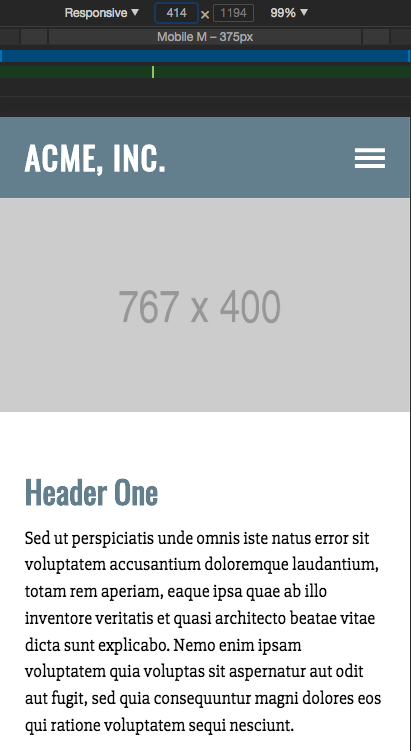 Responsive ▼ 414 × 1194 99% ▼
Mobile M – 375px
ACME, INC.
767 x 400
Header One
Sed ut perspiciatis unde omnis iste natus error sit
voluptatem accusantium doloremque laudantium,
totam rem aperiam, eaque ipsa quae ab illo
inventore veritatis et quasi architecto beatae vitae
dicta sunt explicabo. Nemo enim ipsam
voluptatem quia voluptas sit aspernatur aut odit
aut fugit, sed quia consequuntur magni dolores eos
qui ratione voluptatem sequi nesciunt.